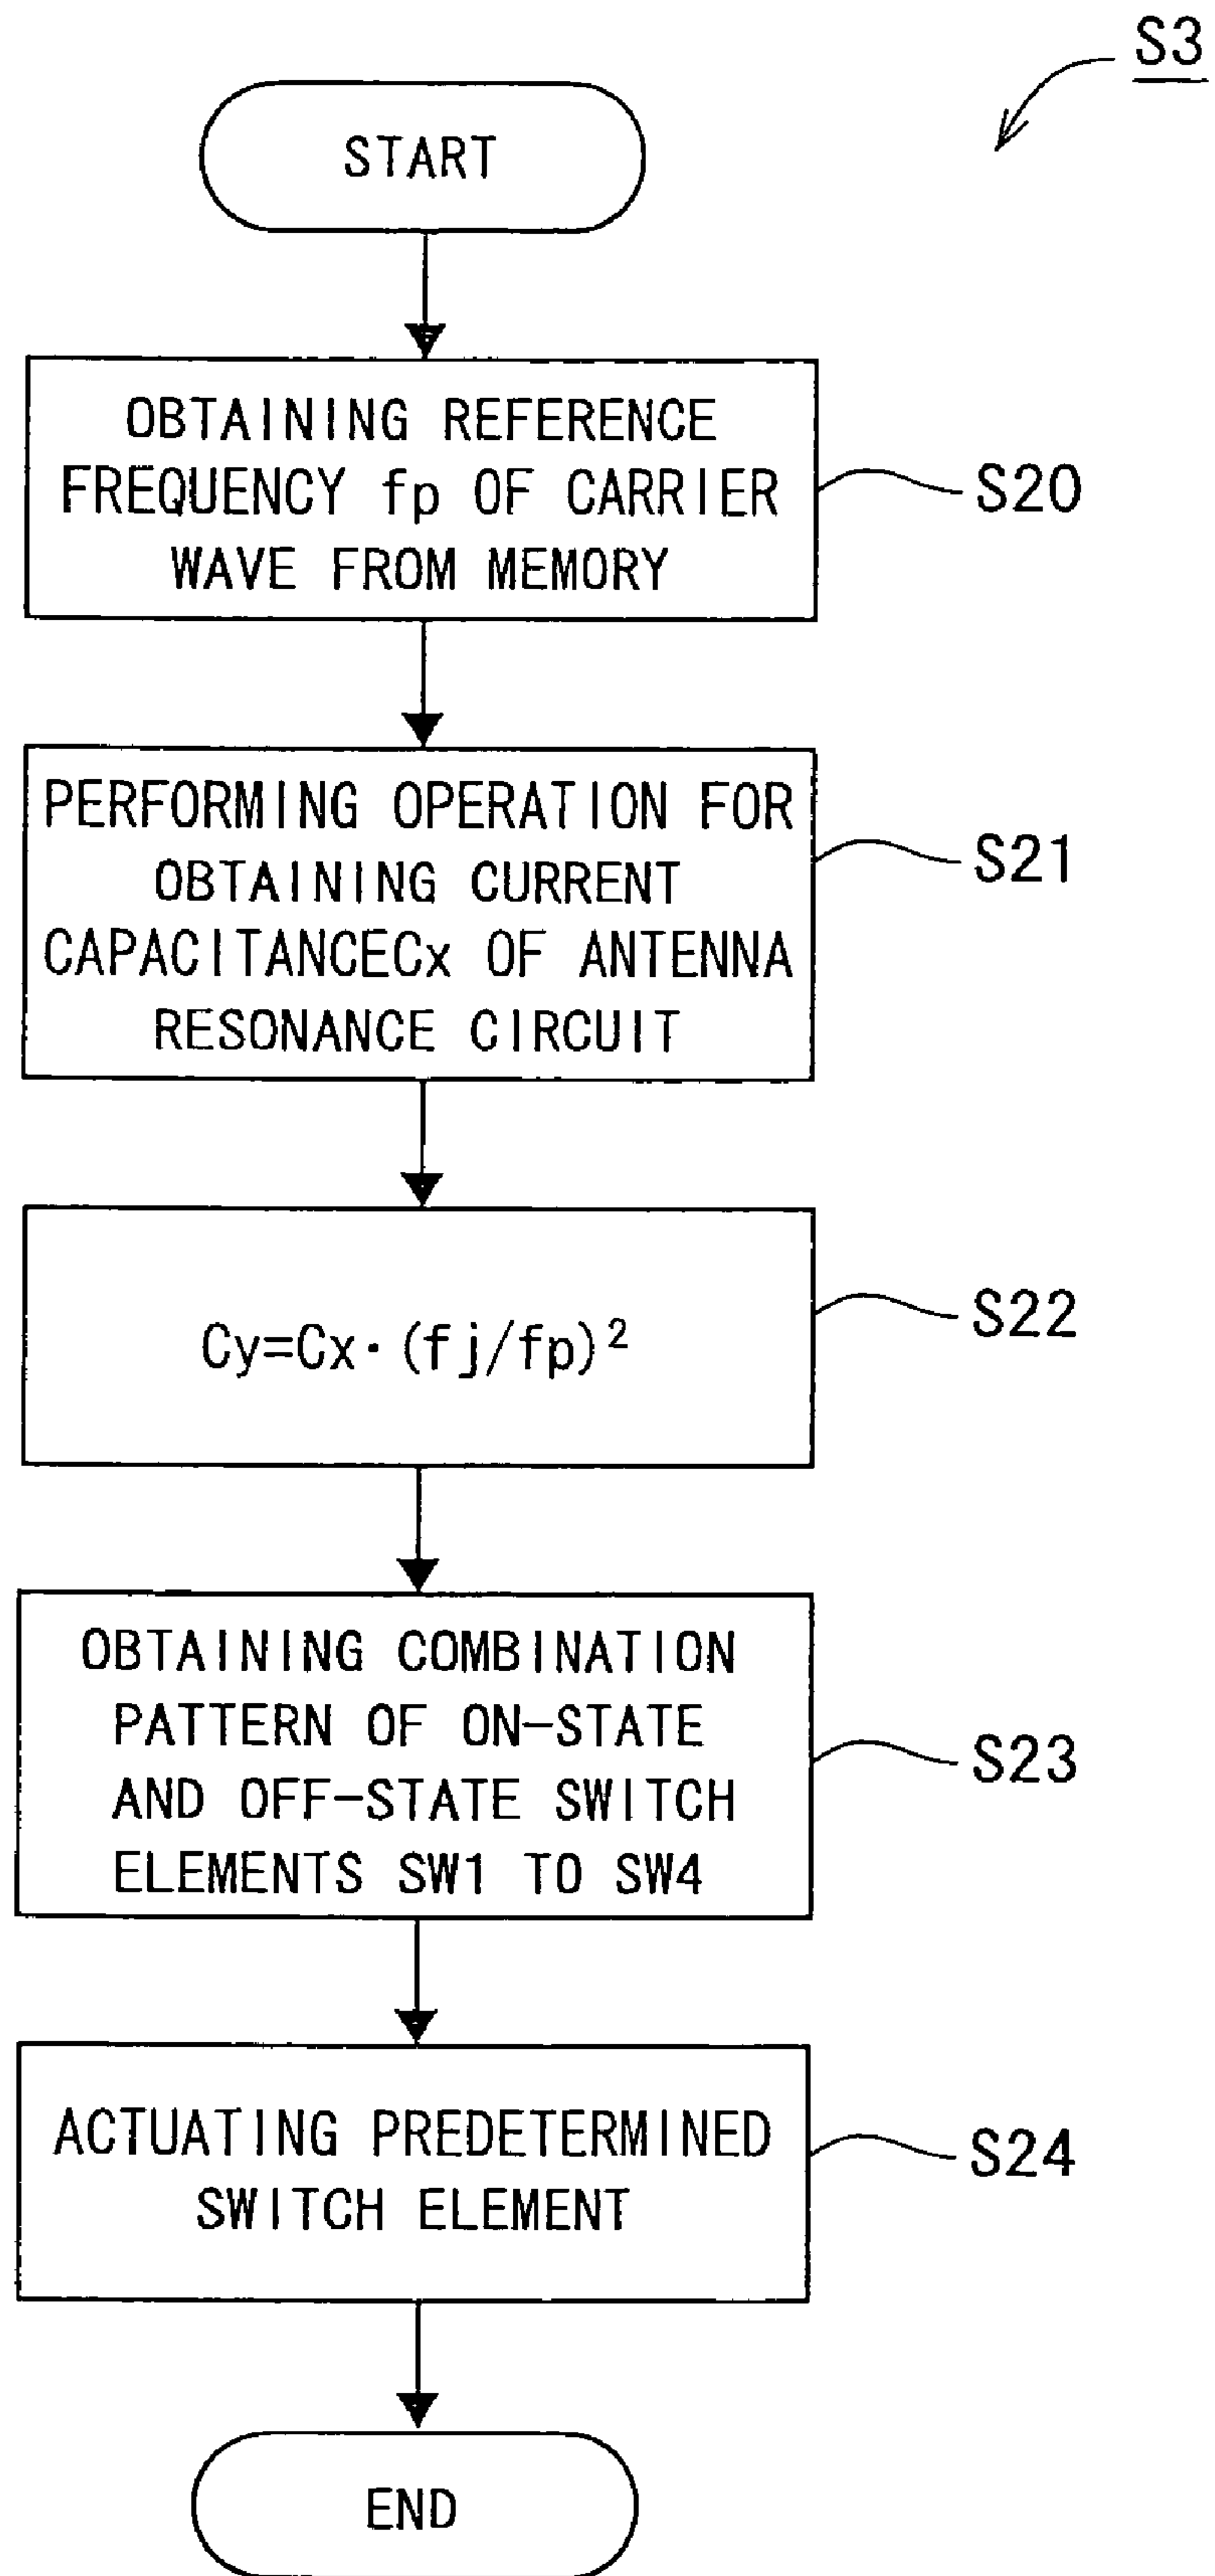 S3
START
OBTAINING REFERENCE
FREQUENCY fp OF CARRIER
WAVE FROM MEMORY
S20
PERFORMING OPERATION FOR
OBTAINING CURRENT
CAPACITANCECx OF ANTENNA
RESONANCE CIRCUIT
S21
Cy=Cx·(fj/fp)²
S22
OBTAINING COMBINATION
PATTERN OF ON-STATE
AND OFF-STATE SWITCH
ELEMENTS SW1 TO SW4
S23
ACTUATING PREDETERMINED
SWITCH ELEMENT
S24
END